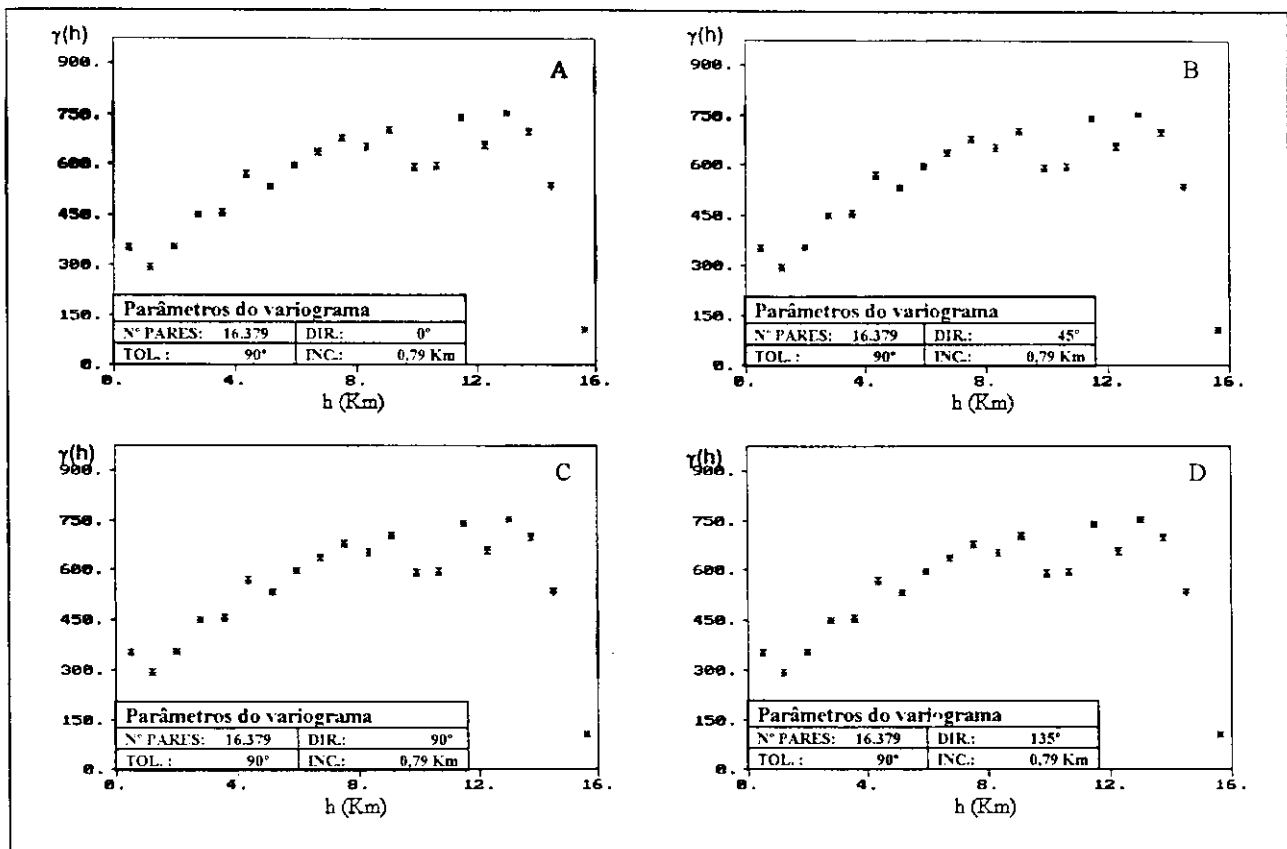 γ(h)
A
900.
750.
600.
450.
300.
150.
0.
Parâmetros do variograma
Nº PARES: 16.379 DIR.: 0°
TOL. : 90° INC.: 0,79 Km
0. 4. 8. 12. 16.
h (Km)
γ(h)
B
900.
750.
600.
450.
300.
150.
0.
Parâmetros do variograma
Nº PARES: 16.379 DIR.: 45°
TOL. : 90° INC.: 0,79 Km
0. 4. 8. 12. 16.
h (Km)
γ(h)
C
900.
750.
600.
450.
300.
150.
0.
Parâmetros do variograma
Nº PARES: 16.379 DIR.: 90°
TOL. : 90° INC.: 0,79 Km
0. 4. 8. 12. 16.
h (Km)
γ(h)
D
900.
750.
600.
450.
300.
150.
0.
Parâmetros do variograma
Nº PARES: 16.379 DIR.: 135°
TOL. : 90° INC.: 0,79 Km
0. 4. 8. 12. 16.
h (Km)